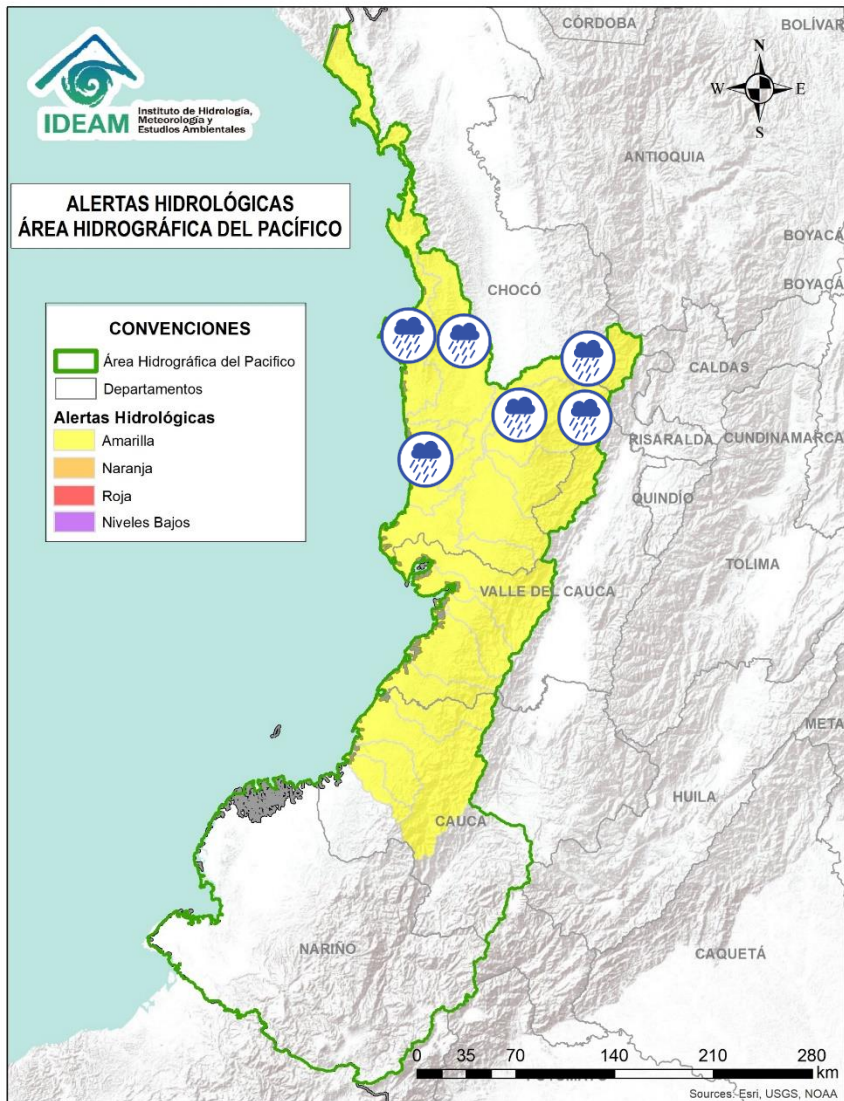 CÓRDOBA
BOLÍVAR
N
W E
S
IDEAM
Instituto de Hidrología,
Meteorología y
Estudios Ambientales
ANTIOQUIA
ALERTAS HIDROLÓGICAS
ÁREA HIDROGRÁFICA DEL PACÍFICO
BOYACÁ
BOYACÁ
CHOCÓ
CONVENCIONES
Área Hidrográfica del Pacifico
Departamentos
Alertas Hidrológicas
Amarilla
Naranja
Roja
Niveles Bajos
CALDAS
RISARALDA
CUNDINAMARCA
QUINDÍO
TOLIMA
VALLE DEL CAUCA
META
HUILA
CAUCA
NARIÑO
CAQUETÁ
0 35 70 140 210 280
km
PUTUMAYO
Sources: Esri, USGS, NOAA